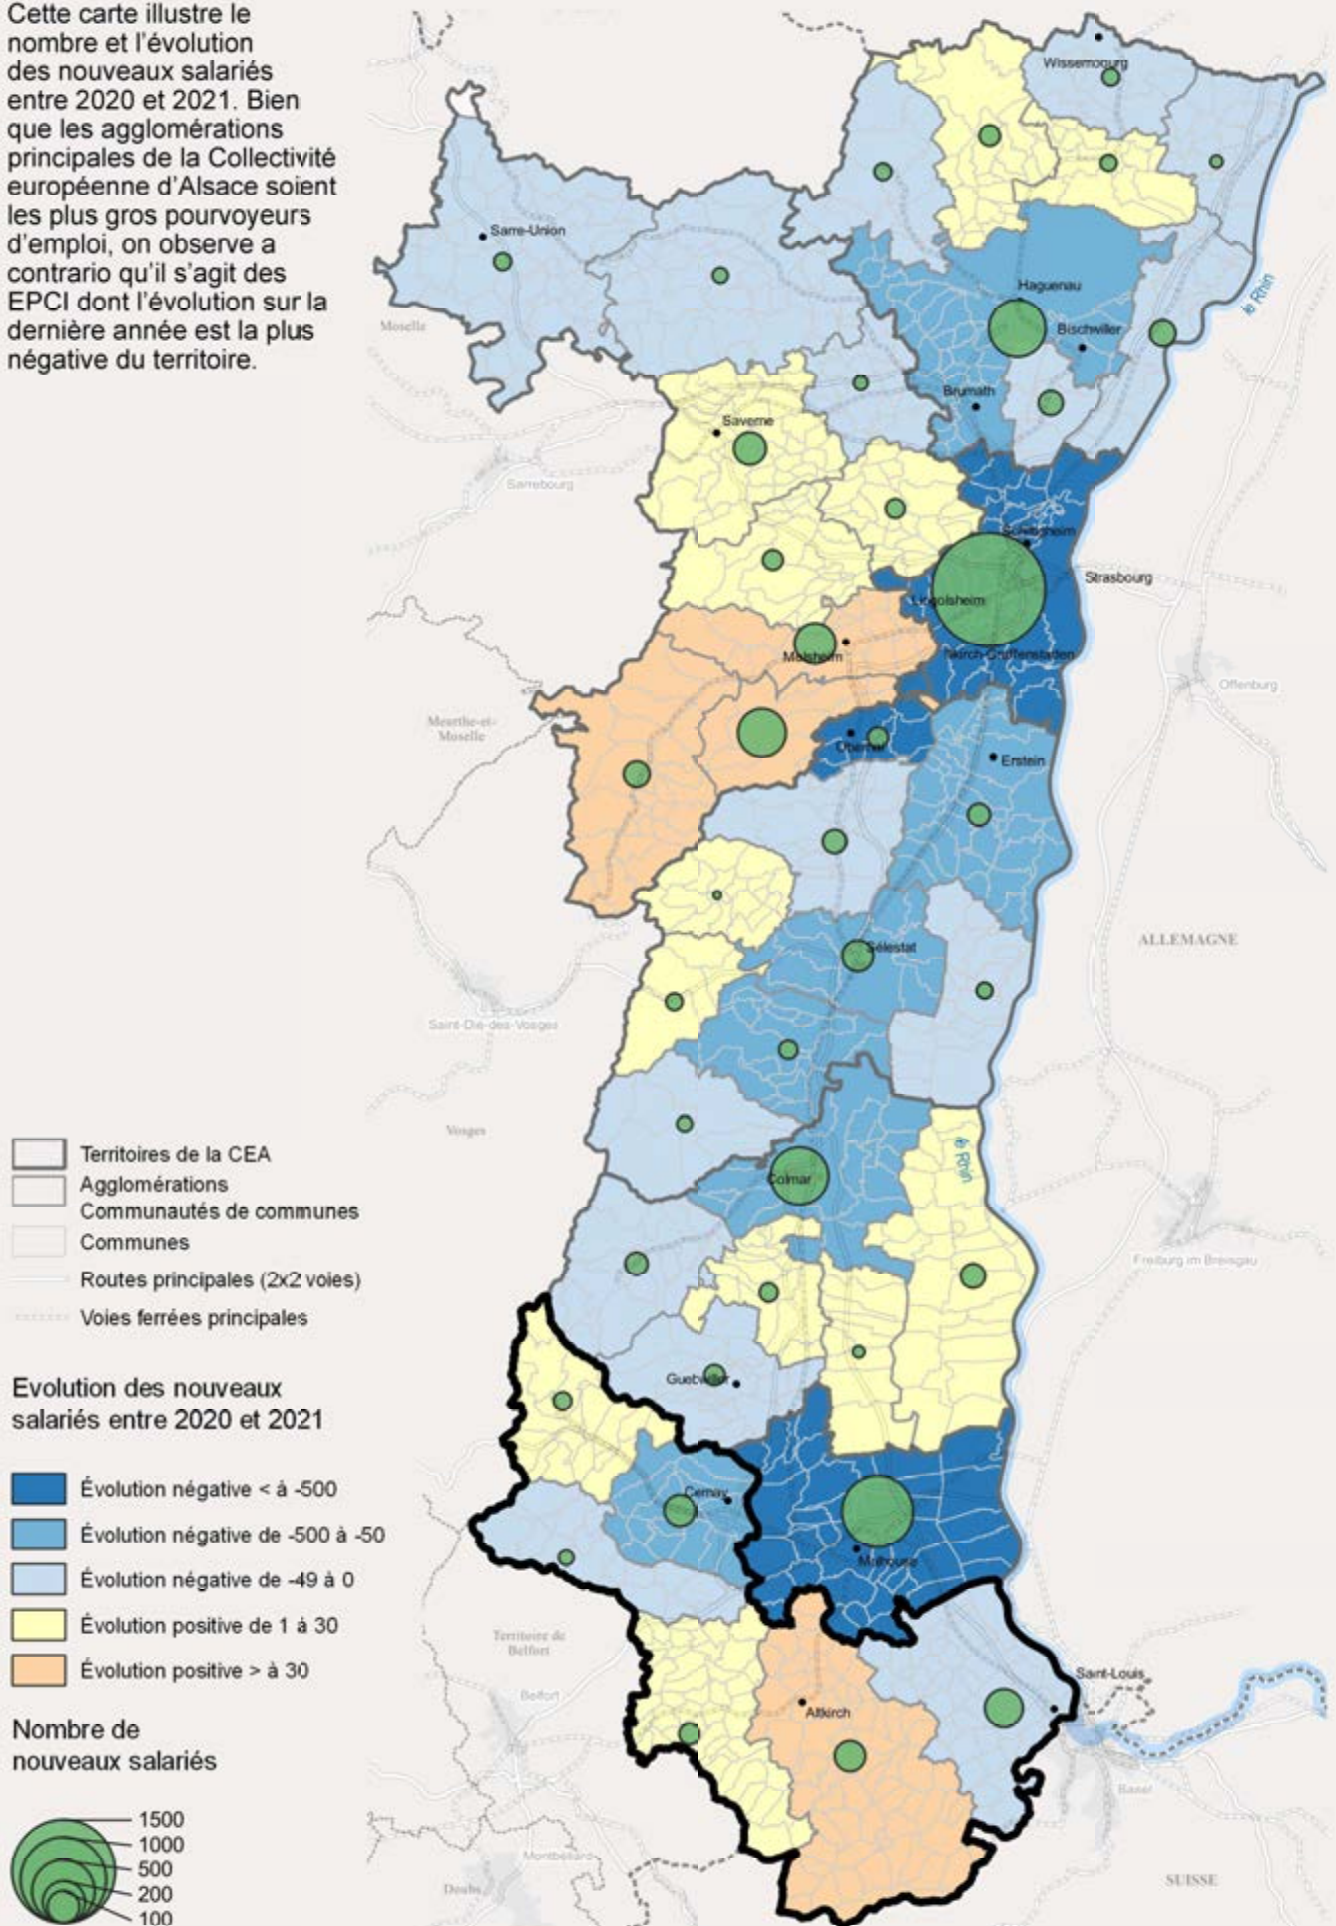 Cette carte illustre le
nombre et l'évolution
des nouveaux salariés
entre 2020 et 2021. Bien
que les agglomérations
principales de la Collectivité
européenne d'Alsace soient
les plus gros pourvoyeurs
d'emploi, on observe a
contrario qu'il s'agit des
EPCI dont l'évolution sur la
dernière année est la plus
négative du territoire.
Wissembourg
Sarre-Union
le Rhin
Haguenau
Moselle
Bischwiller
Brumath
Saverne
Sarrebourg
Schiltigheim
Strasbourg
Lingolsheim
Molsheim
Illkirch-Graffenstaden
Offenburg
Meurthe-et-
Moselle
Obernai
Erstein
ALLEMAGNE
Sélestat
Saint-Dié-des-Vosges
Vosges
le Rhin
Colmar
Freiburg im Breisgau
Guebwiller
Cernay
Mulhouse
Territoire de
Belfort
Belfort
Saint-Louis
Altkirch
Basel
Montbéliard
Doubs
SUISSE
Territoires de la CEA
Agglomérations
Communautés de communes
Communes
Routes principales (2x2 voies)
Voies ferrées principales
Evolution des nouveaux
salariés entre 2020 et 2021
Évolution négative < à -500
Évolution négative de -500 à -50
Évolution négative de -49 à 0
Évolution positive de 1 à 30
Évolution positive > à 30
Nombre de
nouveaux salariés
1500
1000
500
200
100